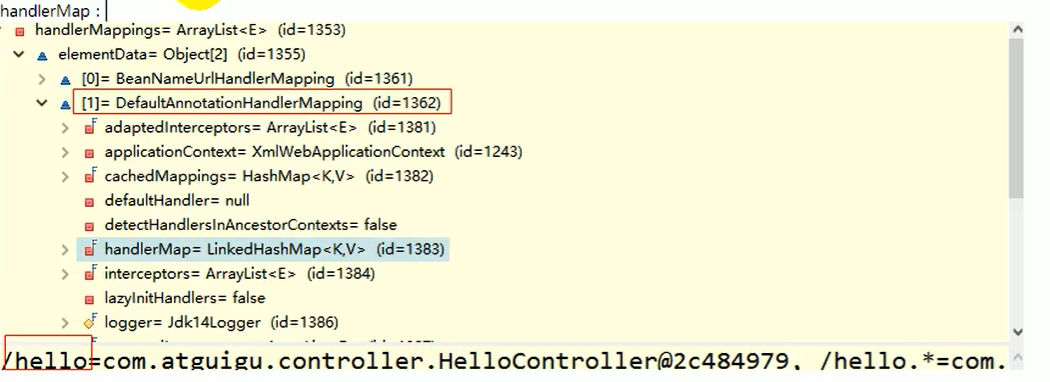 handlerMap :
handlerMappings= ArrayList<E> (id=1353)
elementData= Object[2] (id=1355)
[0]= BeanNameUrlHandlerMapping (id=1361)
[1]= DefaultAnnotationHandlerMapping (id=1362)
adaptedInterceptors= ArrayList<E> (id=1381)
applicationContext= XmlWebApplicationContext (id=1243)
cachedMappings= HashMap<K,V> (id=1382)
defaultHandler= null
detectHandlersInAncestorContexts= false
handlerMap= LinkedHashMap<K,V> (id=1383)
interceptors= ArrayList<E> (id=1384)
lazyInitHandlers= false
logger= Jdk14Logger (id=1386)
/hello=com.atguigu.controller.HelloController@2c484979, /hello.*=com.